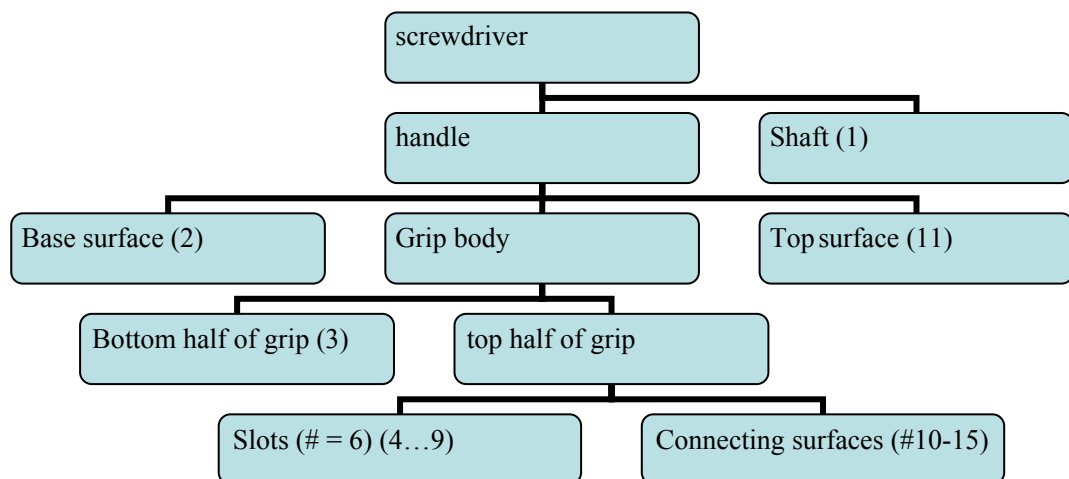 screwdriver
handle
Shaft (1)
Base surface (2)
Grip body
Top surface (11)
Bottom half of grip (3)
top half of grip
Slots (# = 6) (4…9)
Connecting surfaces (#10-15)